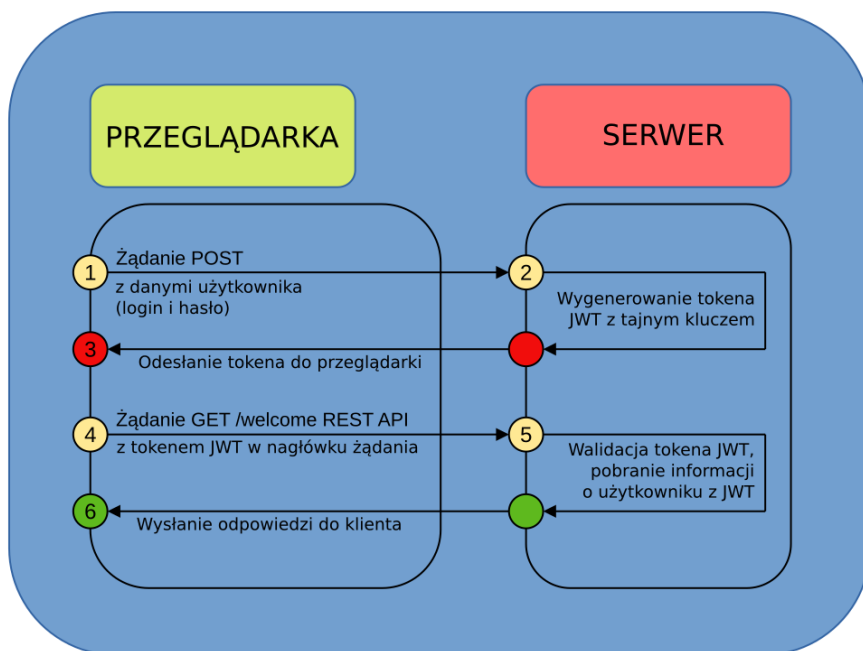 PRZEGLĄDARKA
SERWER
Żądanie POST
1
2
z danymi użytkownika
(login i hasło)
Wygenerowanie tokena
JWT z tajnym kluczem
3
Odesłanie tokena do przeglądarki
Żądanie GET /welcome REST API
4
5
z tokenem JWT w nagłówku żądania
Walidacja tokena JWT,
pobranie informacji
o użytkowniku z JWT
6
Wysłanie odpowiedzi do klienta